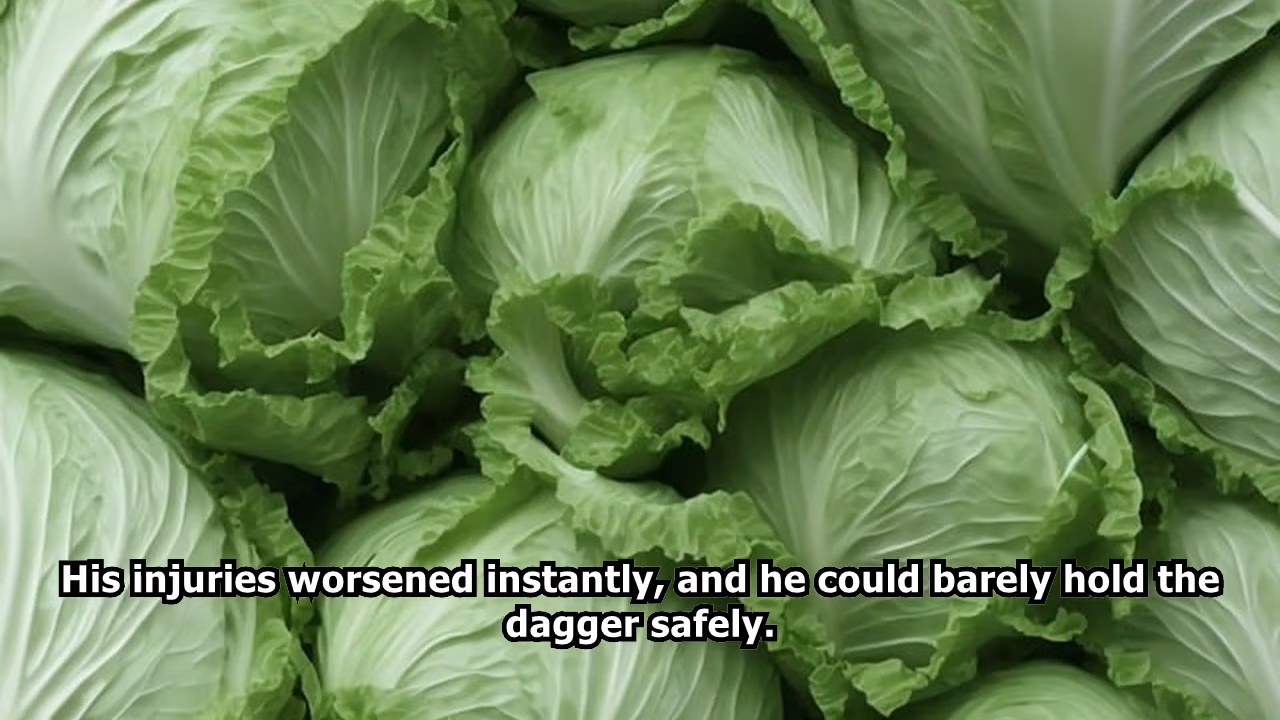 His injuries worsened instantly, and he could barely hold the
dagger safely.